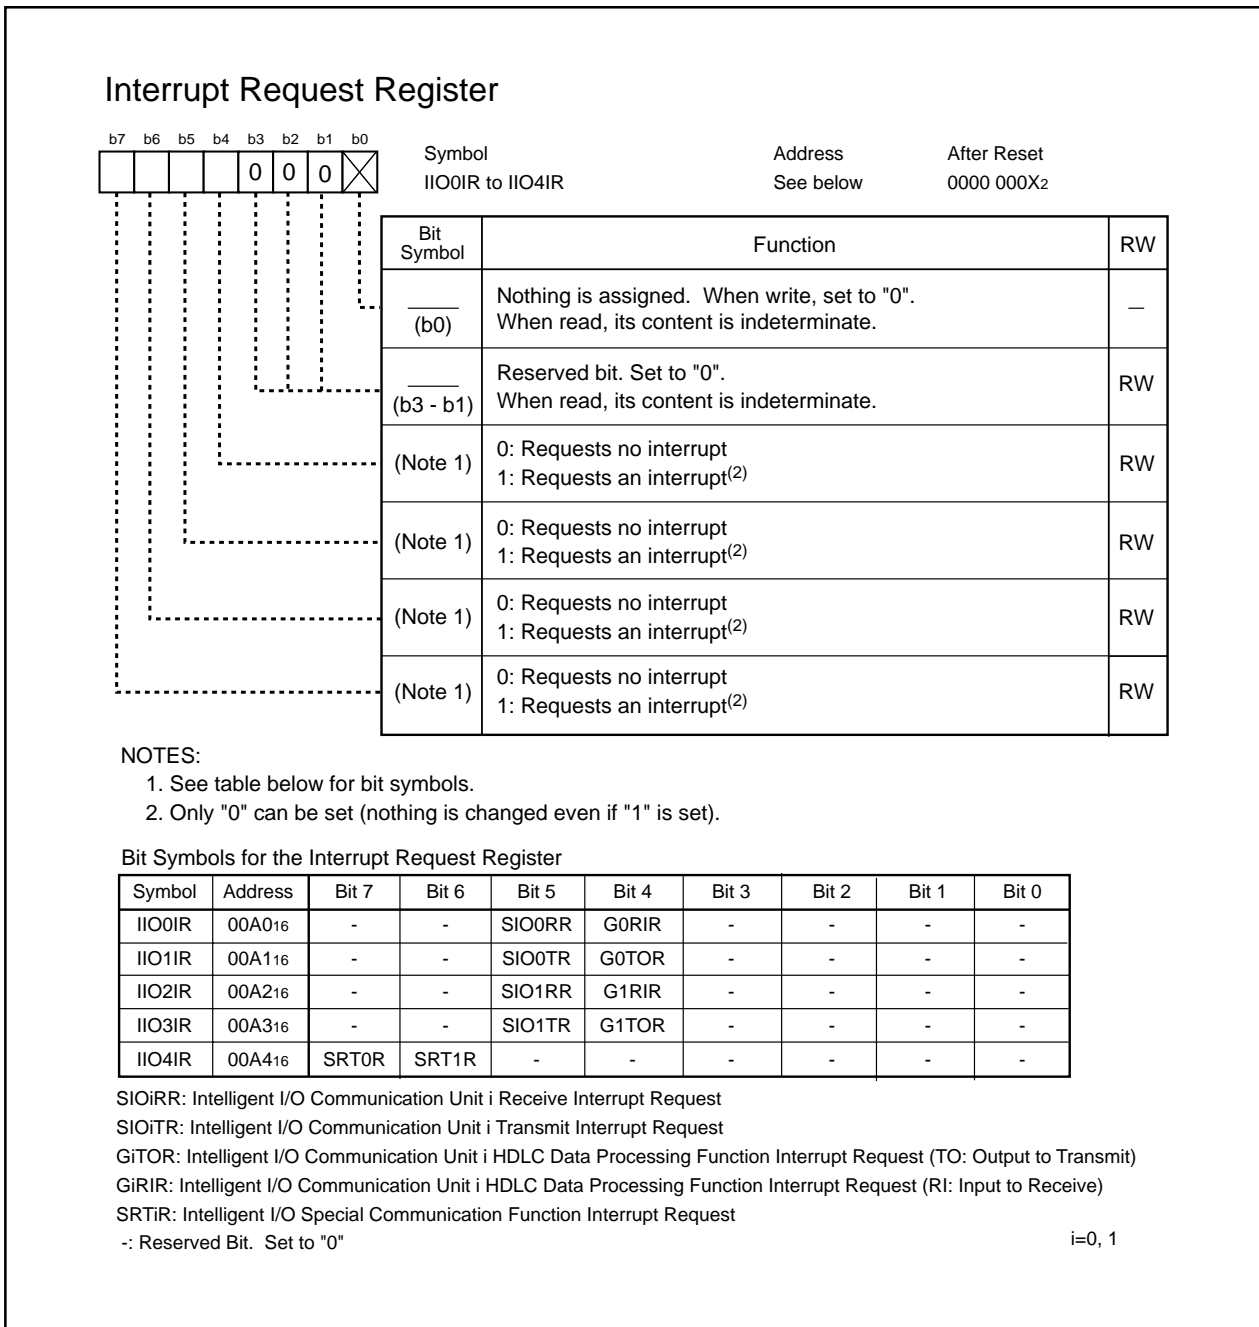 Interrupt Request Register
b7 b6 b5 b4 b3 b2 b1 b0
0 0 0
Symbol Address After Reset
IIO0IR to IIO4IR See below 0000 000X2
Bit Symbol Function RW
(b0) Nothing is assigned. When write, set to "0".
When read, its content is indeterminate. —
(b3 - b1) Reserved bit. Set to "0".
When read, its content is indeterminate. RW
(Note 1) 0: Requests no interrupt
1: Requests an interrupt(2) RW
(Note 1) 0: Requests no interrupt
1: Requests an interrupt(2) RW
(Note 1) 0: Requests no interrupt
1: Requests an interrupt(2) RW
(Note 1) 0: Requests no interrupt
1: Requests an interrupt(2) RW
NOTES:
1. See table below for bit symbols.
2. Only "0" can be set (nothing is changed even if "1" is set).
Bit Symbols for the Interrupt Request Register
Symbol Address Bit 7 Bit 6 Bit 5 Bit 4 Bit 3 Bit 2 Bit 1 Bit 0
IIO0IR 00A016 - - SIO0RR G0RIR - - - -
IIO1IR 00A116 - - SIO0TR G0TOR - - - -
IIO2IR 00A216 - - SIO1RR G1RIR - - - -
IIO3IR 00A316 - - SIO1TR G1TOR - - - -
IIO4IR 00A416 SRT0R SRT1R - - - - - -
SIOiRR: Intelligent I/O Communication Unit i Receive Interrupt Request
SIOiTR: Intelligent I/O Communication Unit i Transmit Interrupt Request
GiTOR: Intelligent I/O Communication Unit i HDLC Data Processing Function Interrupt Request (TO: Output to Transmit)
GiRIR: Intelligent I/O Communication Unit i HDLC Data Processing Function Interrupt Request (RI: Input to Receive)
SRTiR: Intelligent I/O Special Communication Function Interrupt Request
-: Reserved Bit. Set to "0" i=0, 1